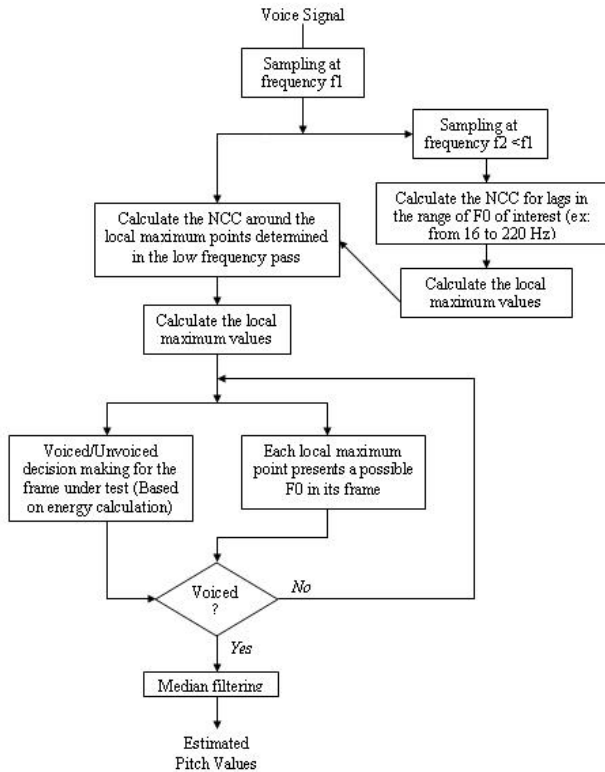 Voice Signal
Sampling at
frequency f1
Sampling at
frequency f2 <f1
Calculate the NCC for lags in
the range of F0 of interest (ex:
from 16 to 220 Hz)
Calculate the local
maximum values
Calculate the NCC around the
local maximum points determined
in the low frequency pass
Calculate the local
maximum values
Voiced/Unvoiced
decision making for the
frame under test (Based
on energy calculation)
Each local maximum
point presents a possible
F0 in its frame
Voiced
?
No
Yes
Median filtering
Estimated
Pitch Values